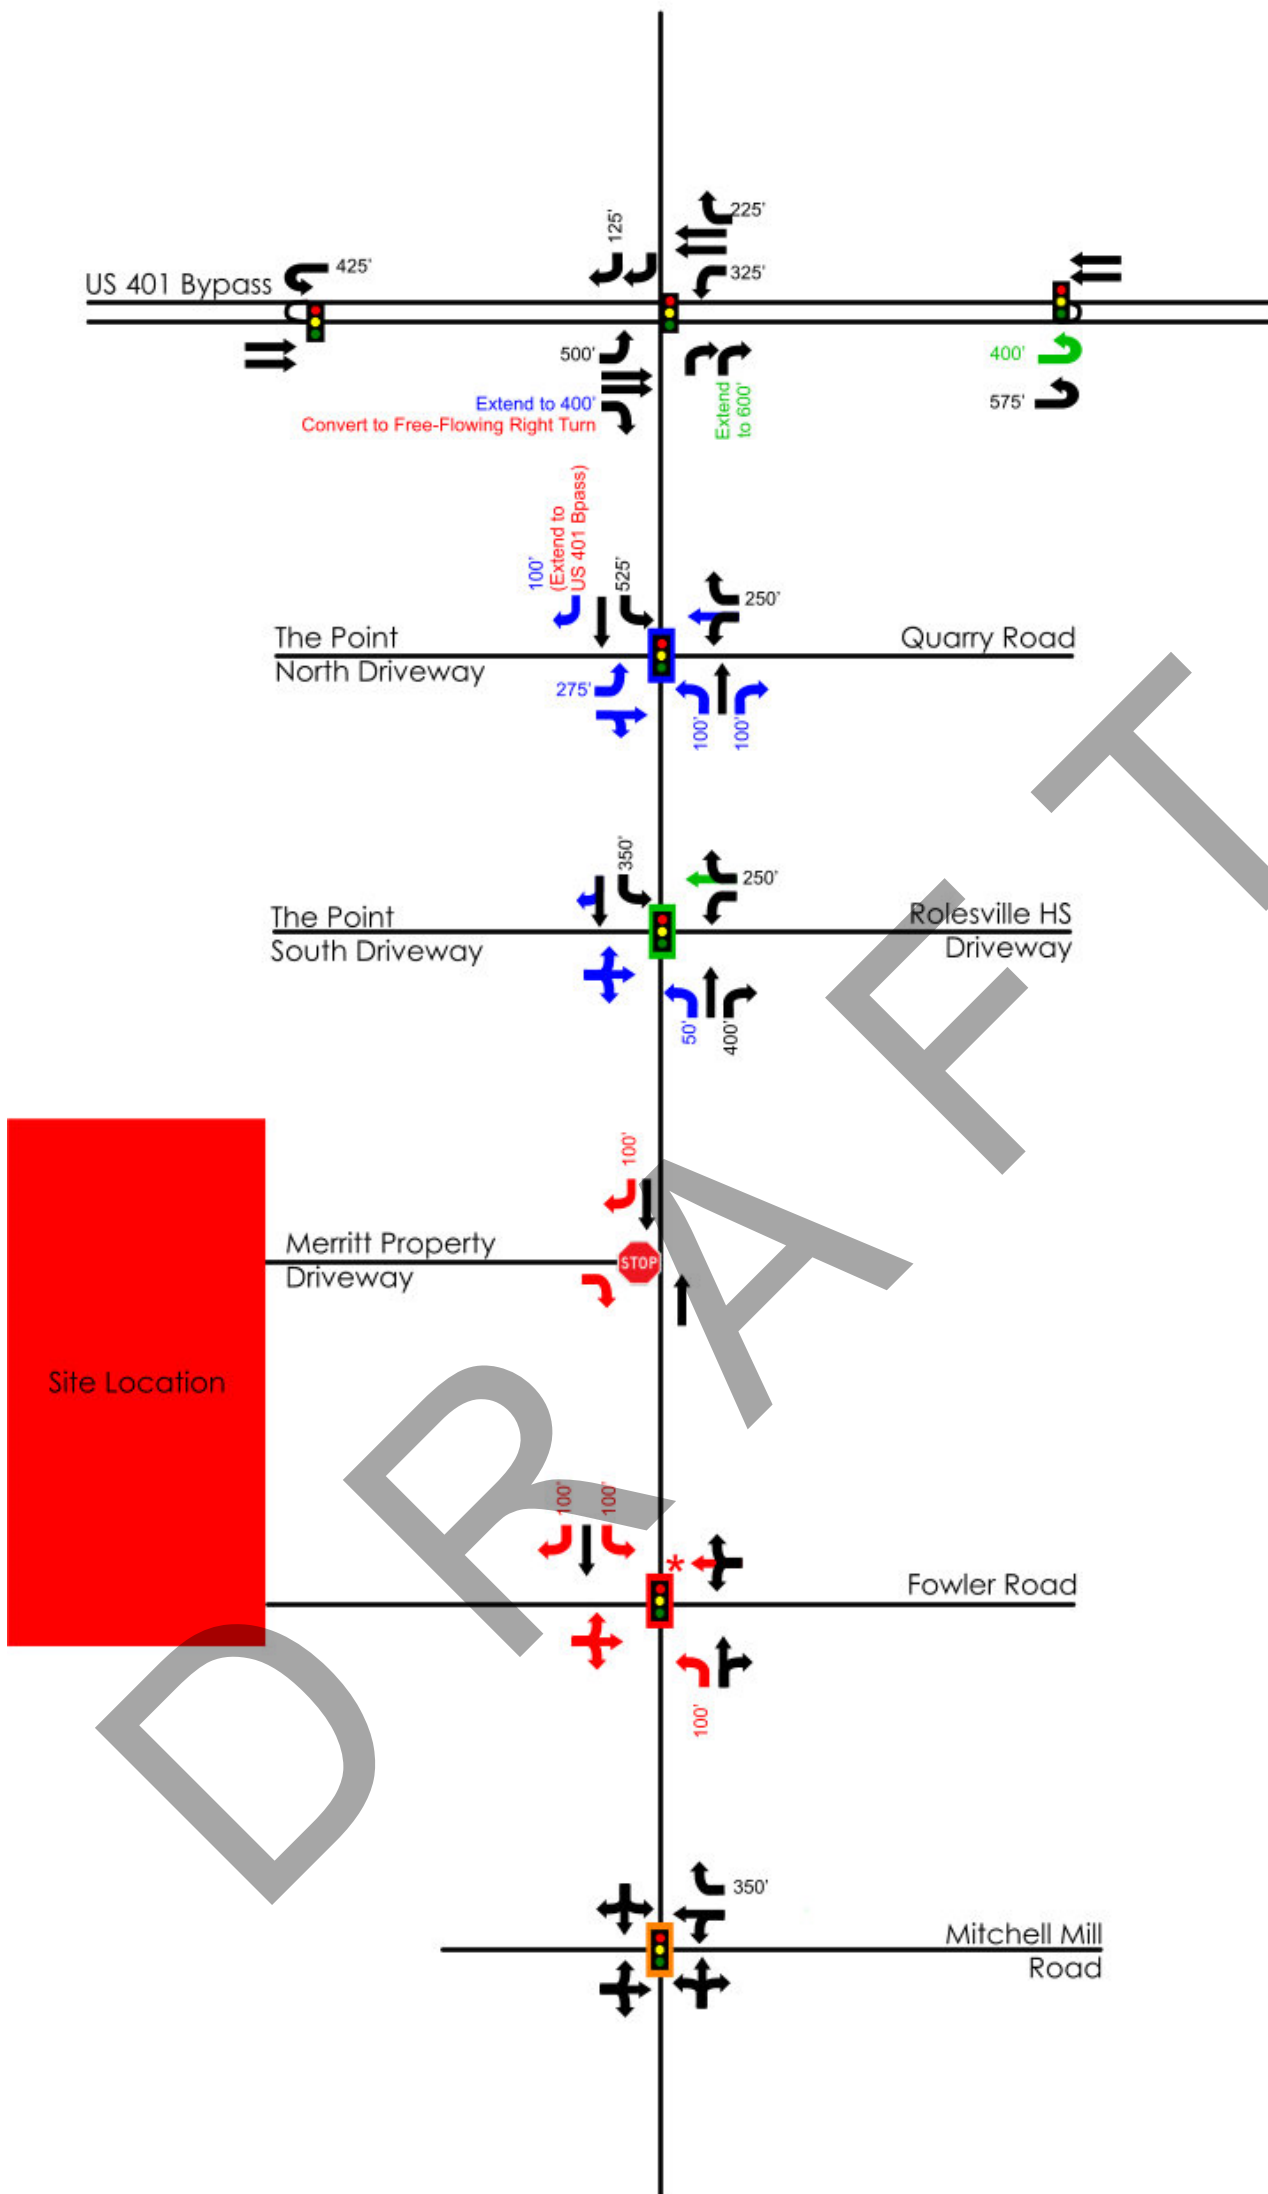 225'
125'
425'
325'
US 401 Bypass
500'
400'
Extend to 400'
575'
Convert to Free-Flowing Right Turn
Extend
to 600'
100'
(Extend to
US 401 Bpass)
525'
250'
The Point
North Driveway
Quarry Road
275'
100'
100'
350'
250'
The Point
South Driveway
Rolesville HS
Driveway
50'
400'
100'
Merritt Property
Driveway
STOP
Site Location
100'
100'
*
Fowler Road
100'
350'
Mitchell Mill
Road
DRAFT